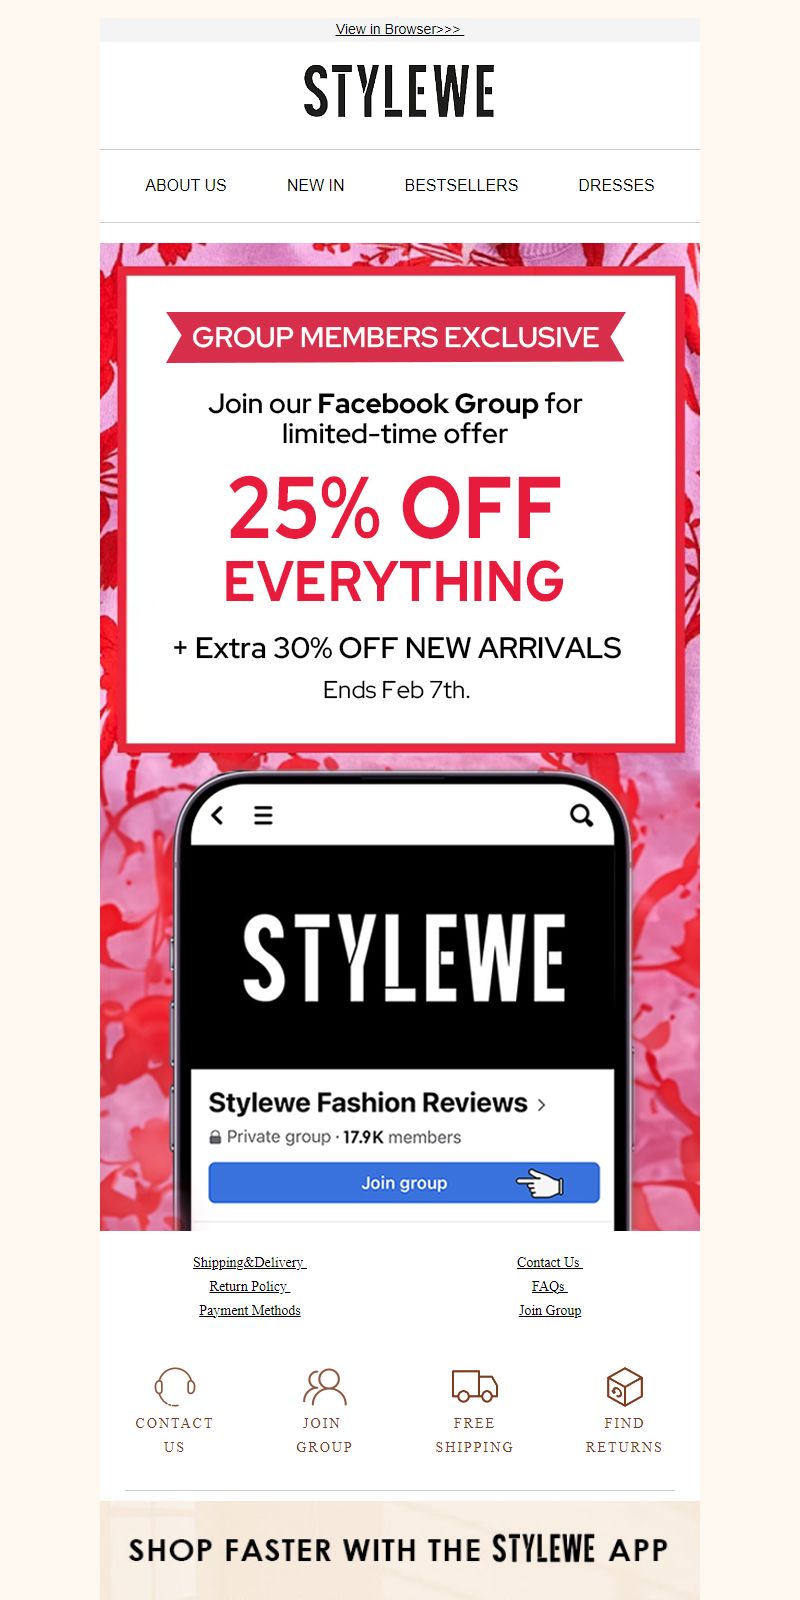 View in Browser>>>
STYLEWE
ABOUT US NEW IN BESTSELLERS DRESSES
GROUP MEMBERS EXCLUSIVE
Join our Facebook Group for
limited-time offer
25% OFF
EVERYTHING
+ Extra 30% OFF NEW ARRIVALS
Ends Feb 7th.
STYLEWE
Stylewe Fashion Reviews >
Private group · 17.9K members
Join group
Shipping&Delivery Contact Us
Return Policy FAQs
Payment Methods Join Group
CONTACT US
JOIN GROUP
FREE SHIPPING
FIND RETURNS
SHOP FASTER WITH THE STYLEWE APP